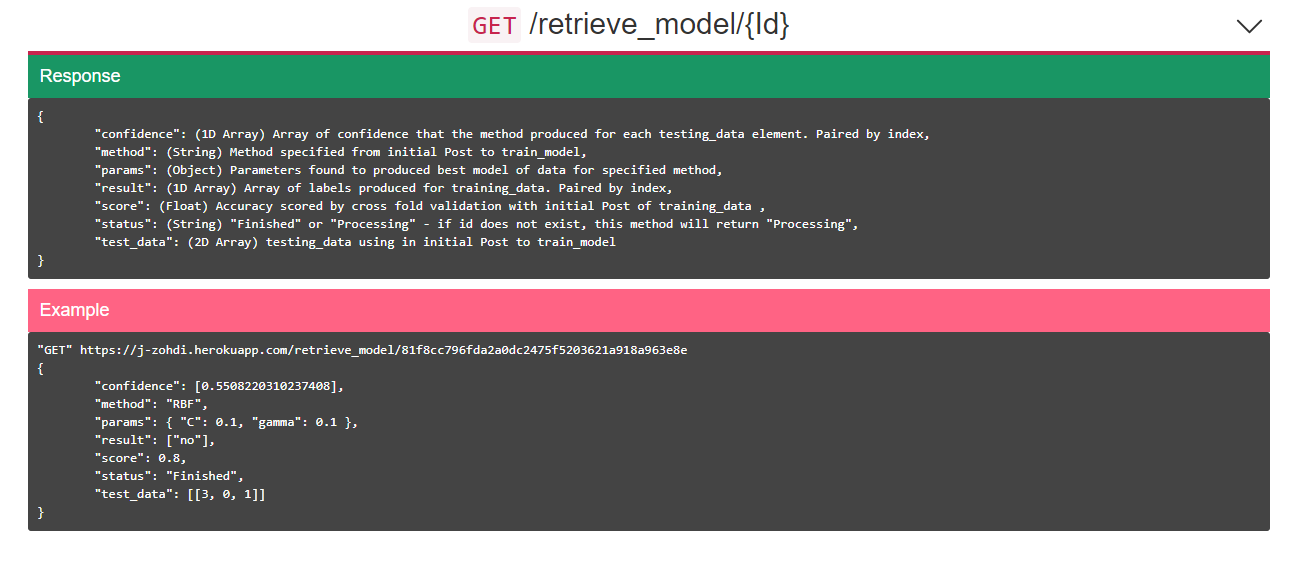 GET /retrieve_model/{Id}
Response
{
"confidence": (1D Array) Array of confidence that the method produced for each testing_data element. Paired by index,
"method": (String) Method specified from initial Post to train_model,
"params": (Object) Parameters found to produced best model of data for specified method,
"result": (1D Array) Array of labels produced for training_data. Paired by index,
"score": (Float) Accuracy scored by cross fold validation with initial Post of training_data ,
"status": (String) "Finished" or "Processing" - if id does not exist, this method will return "Processing",
"test_data": (2D Array) testing_data using in initial Post to train_model
}
Example
"GET" https://j-zohdi.herokuapp.com/retrieve_model/81f8cc796fda2a0dc2475f5203621a918a963e8e
{
"confidence": [0.5508220310237408],
"method": "RBF",
"params": { "C": 0.1, "gamma": 0.1 },
"result": ["no"],
"score": 0.8,
"status": "Finished",
"test_data": [[3, 0, 1]]
}